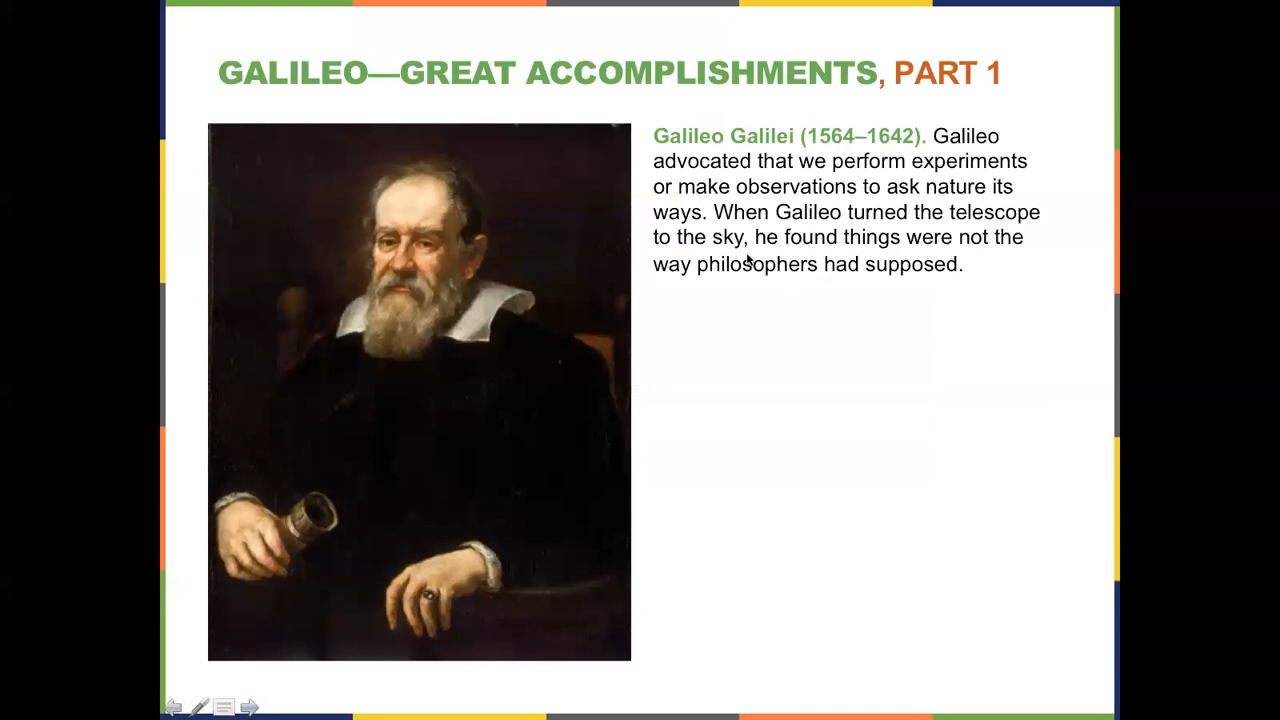 GALILEO—GREAT ACCOMPLISHMENTS, PART 1
Galileo Galilei (1564–1642). Galileo
advocated that we perform experiments
or make observations to ask nature its
ways. When Galileo turned the telescope
to the sky, he found things were not the
way philosophers had supposed.